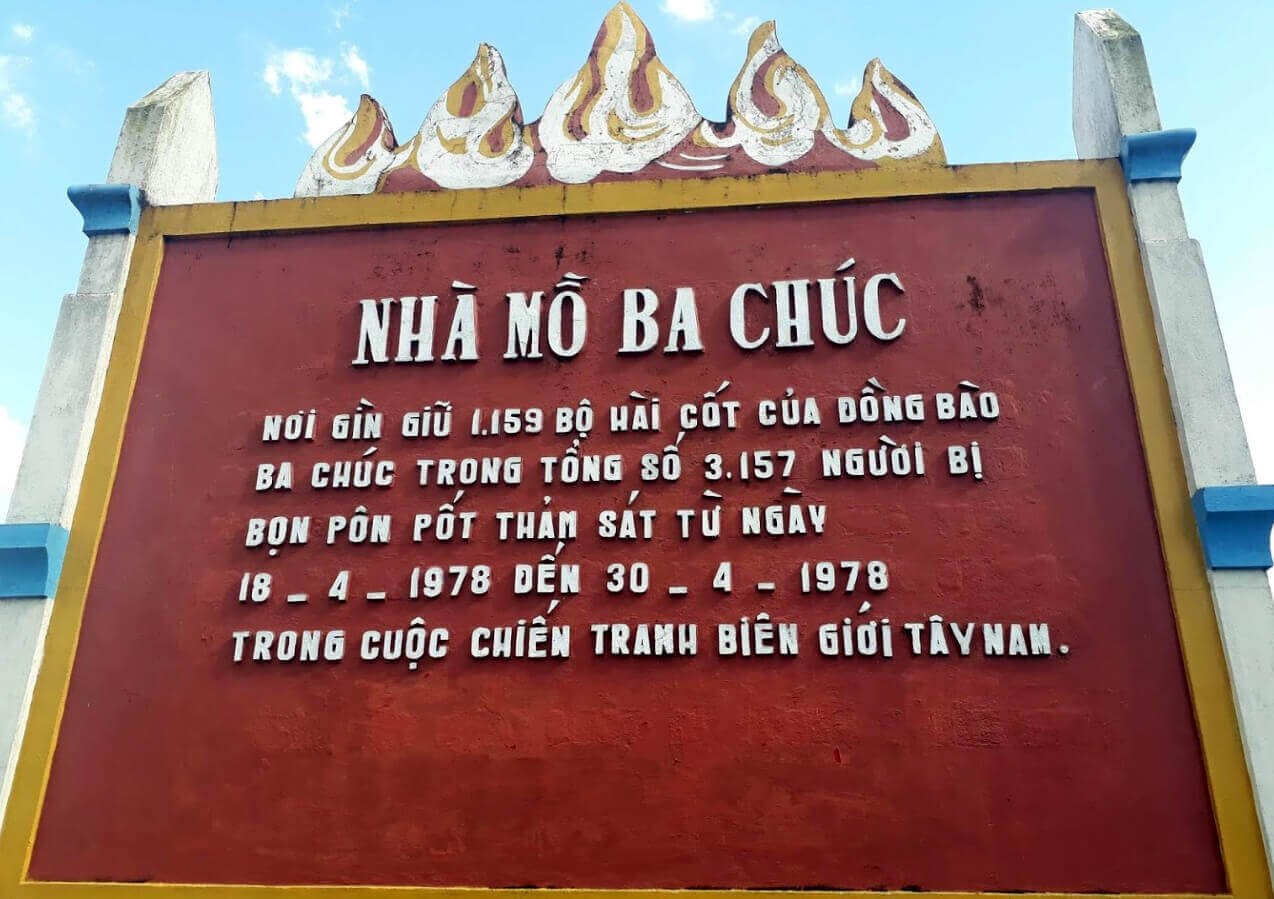 NHÀ MỒ BA CHÚC
NƠI GÌN GIỮ 1.159 BỘ HÀI CỐT CỦA ĐỒNG BÀO
BA CHÚC TRONG TỔNG SỐ 3.157 NGƯỜI BỊ
BỌN PÔN PỐT THẢM SÁT TỪ NGÀY
18 - 4 - 1978 ĐẾN 30 - 4 - 1978
TRONG CUỘC CHIẾN TRANH BIÊN GIỚI TÂY NAM.